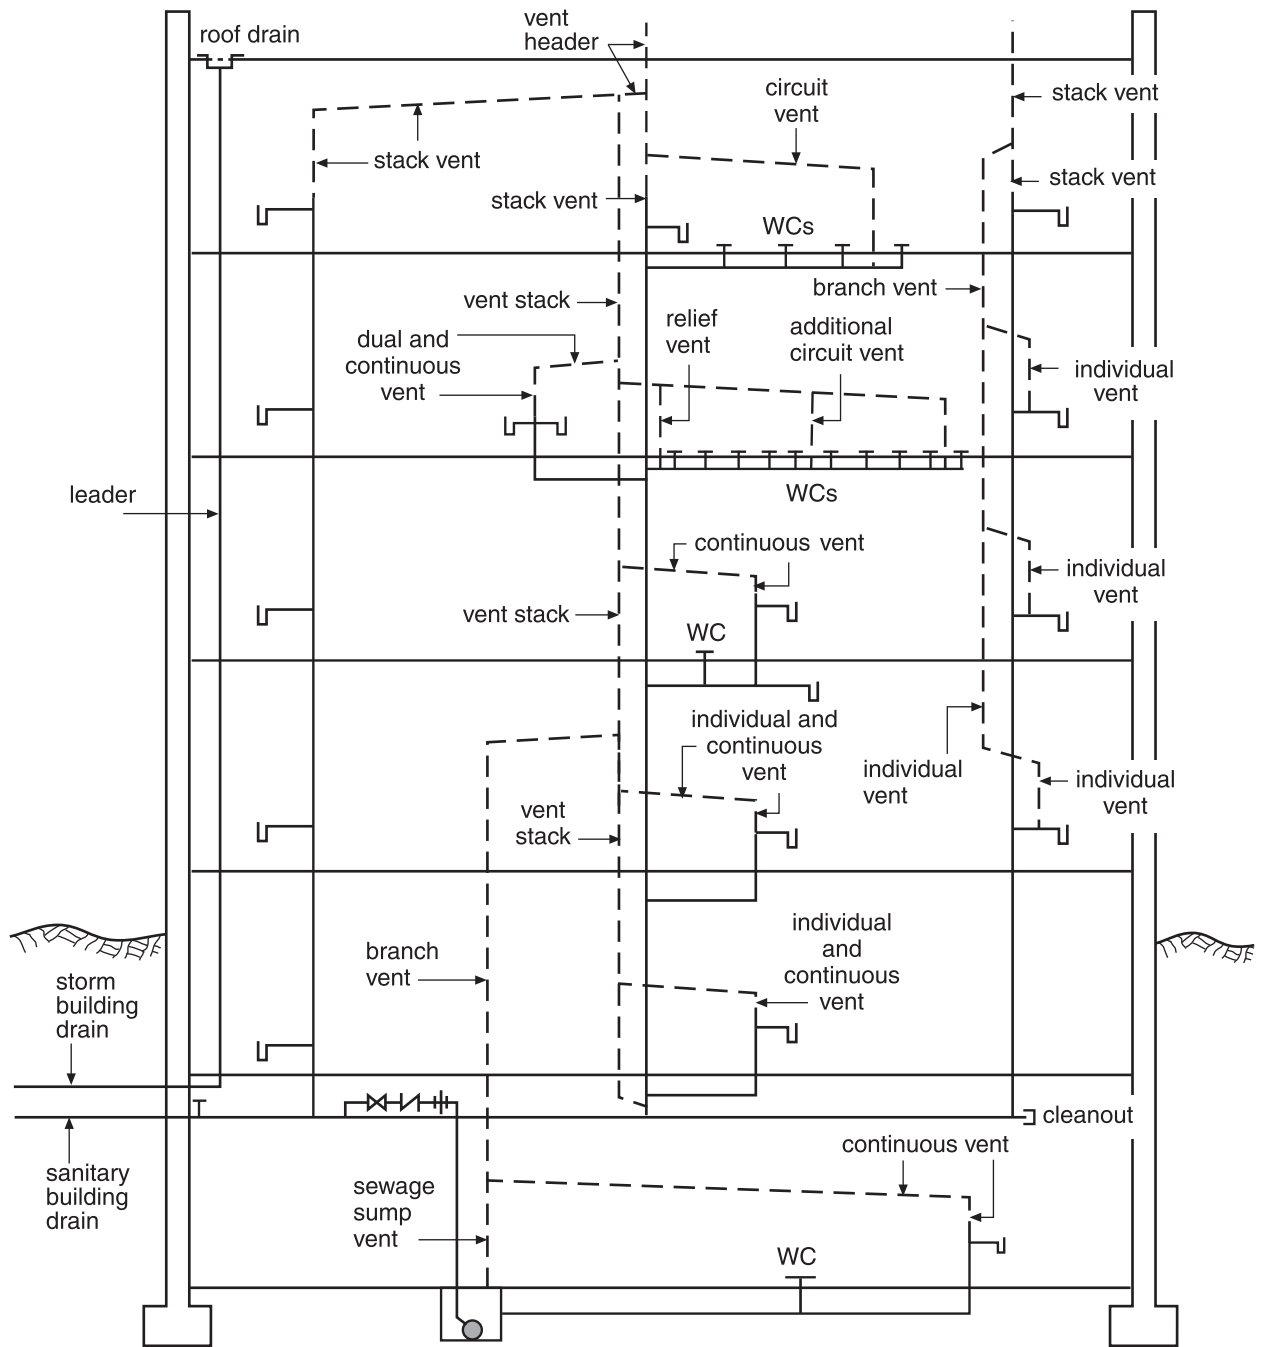 vent
header
roof drain
circuit
vent
stack vent
stack vent
stack vent
stack vent
WCs
branch vent
vent stack
relief
vent
additional
circuit vent
dual and
continuous
vent
individual
vent
leader
WCs
continuous vent
individual
vent
vent stack
WC
individual and
continuous
vent
individual
vent
individual
vent
vent
stack
individual
and
continuous
vent
branch
vent
storm
building
drain
cleanout
continuous vent
sanitary
building
drain
sewage
sump
vent
WC